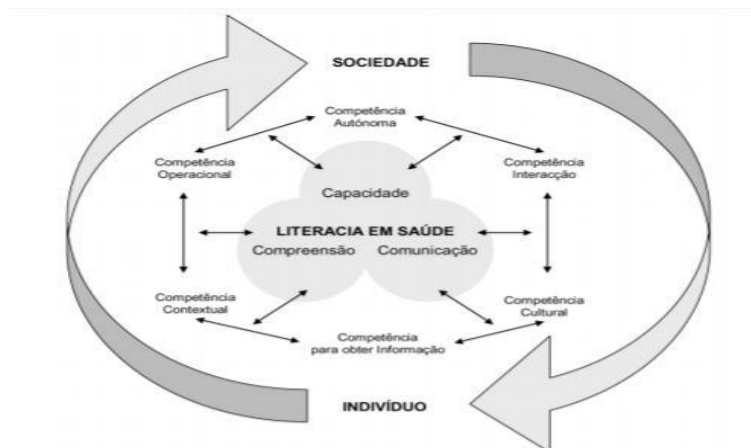 SOCIEDADE
Competência
Autónoma
Competência
Operacional
Competência
Interacção
Capacidade
LITERACIA EM SAÚDE
Compreensão
Comunicação
Competência
Contextual
Competência
Cultural
Competência
para obter Informação
INDIVÍDUO